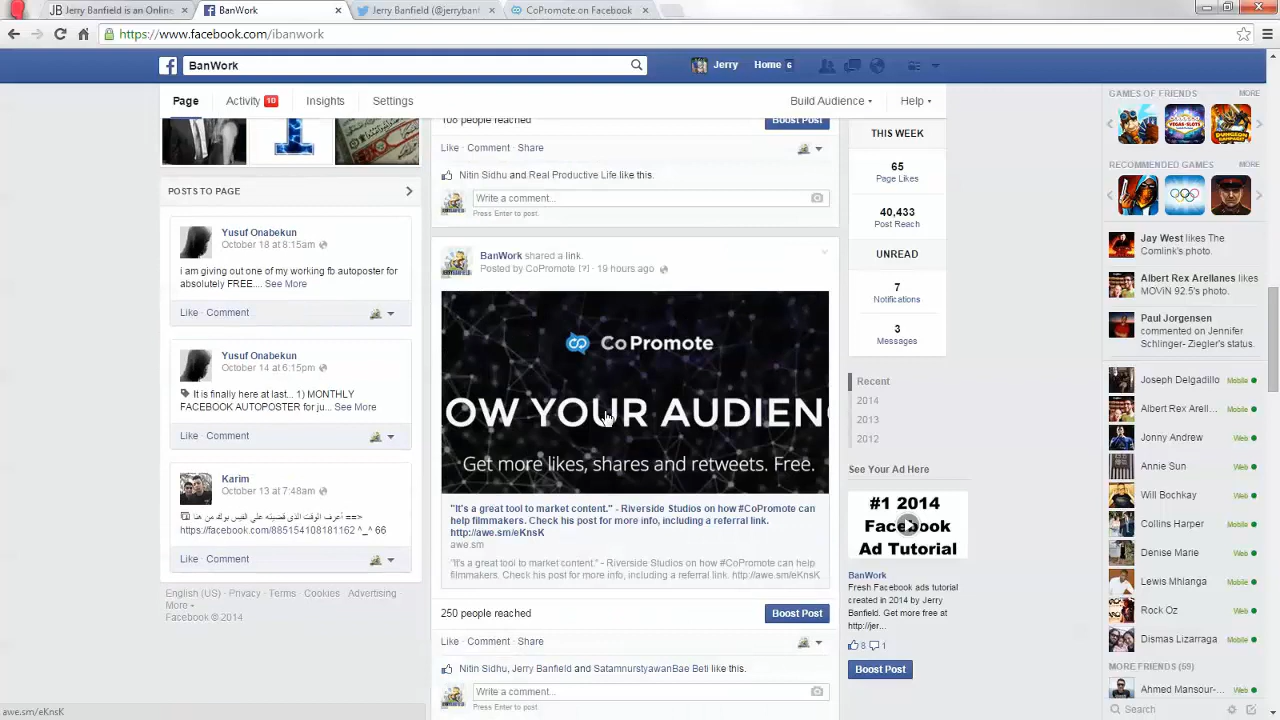 JB Jerry Banfield is an Online
BanWork
Jerry Banfield (@jerryban
CoPromote on Facebook
https://www.facebook.com/ibanwork
BanWork
Jerry
Home 6
Page
Activity 10
Insights
Settings
Build Audience
Help
POSTS TO PAGE
Yusuf Onabekun
October 18 at 8:15am
i am giving out one of my working fb autoposter for
absolutely FREE.... See More
Like · Comment
Yusuf Onabekun
October 14 at 6:15pm
It is finally here at last... 1) MONTHLY
FACEBOOK AUTOPOSTER for ju... See More
Like · Comment
Karim
October 13 at 7:48am
https://facebook.com/885154108181162 ^_^ 66
Like · Comment
English (US) · Privacy · Terms · Cookies · Advertising
More
Facebook © 2014
108 people reached
Boost Post
Like · Comment · Share
Nitin Sidhu and Real Productive Life like this.
Write a comment...
Press Enter to post.
BanWork shared a link.
Posted by CoPromote [?] · 19 hours ago
CoPromote
OW YOUR AUDIEN
Get more likes, shares and retweets. Free.
"It's a great tool to market content." - Riverside Studios on how #CoPromote can
help filmmakers. Check his post for more info, including a referral link.
http://awe.sm/eKnsK
awe.sm
"It's a great tool to market content." - Riverside Studios on how #CoPromote can help
filmmakers. Check his post for more info, including a referral link. http://awe.sm/eKnsK
250 people reached
Boost Post
Like · Comment · Share
Nitin Sidhu, Jerry Banfield and SatamnurstyawanBae Beti like this.
Write a comment...
Press Enter to post.
THIS WEEK
65
Page Likes
40,433
Post Reach
UNREAD
7
Notifications
3
Messages
Recent
2014
2013
2012
See Your Ad Here
#1 2014
Facebook
Ad Tutorial
BanWork
Fresh Facebook ads tutorial
created in 2014 by Jerry
Banfield. Get more free at
http://jer...
8 1
Boost Post
GAMES OF FRIENDS
MORE
RECOMMENDED GAMES
MORE
Jay West likes The
Comlink's photo.
Albert Rex Arellanes likes
MOViN 92.5's photo.
Paul Jorgensen
commented on Jennifer
Schlinger- Ziegler's status.
Joseph Delgadillo Mobile
Albert Rex Arell... Mobile
Jonny Andrew Web
Annie Sun Web
Will Bochkay Web
Collins Harper Web
Denise Marie Web
Lewis Mhianga Web
Rock Oz Web
Dismas Lizarraga Mobile
MORE FRIENDS (59)
Ahmed Mansour-... Web
Search
awe.sm/eKnsK